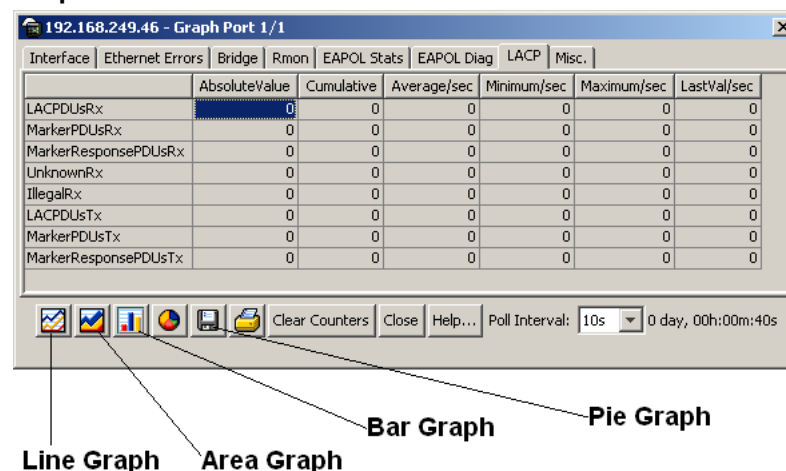 192.168.249.46 - Graph Port 1/1
Interface Ethernet Errors Bridge Rmon EAPOL Stats EAPOL Diag LACP Misc.
AbsoluteValue Cumulative Average/sec Minimum/sec Maximum/sec LastVal/sec
LACPDUsRx 0 0 0 0 0 0
MarkerPDUsRx 0 0 0 0 0 0
MarkerResponsePDUsRx 0 0 0 0 0 0
UnknownRx 0 0 0 0 0 0
IllegalRx 0 0 0 0 0 0
LACPDUsTx 0 0 0 0 0 0
MarkerPDUsTx 0 0 0 0 0 0
MarkerResponsePDUsTx 0 0 0 0 0 0
Clear Counters Close Help... Poll Interval: 10s 0 day, 00h:00m:40s
Pie Graph
Bar Graph
Line Graph Area Graph